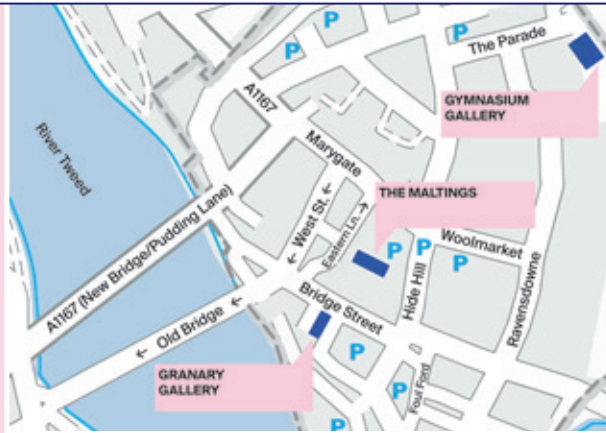 P
P
P
The Parade
A1167
GYMNASIUM
GALLERY
Marygate
River Tweed
THE MALTINGS
West St.
Eastern Ln.
P
P
Woolmarket
P
A1167 (New Bridge/Pudding Lane)
Hide Hill
Ravensdowne
Bridge Street
Old Bridge
P
GRANARY
GALLERY
Foul Ford
P
P